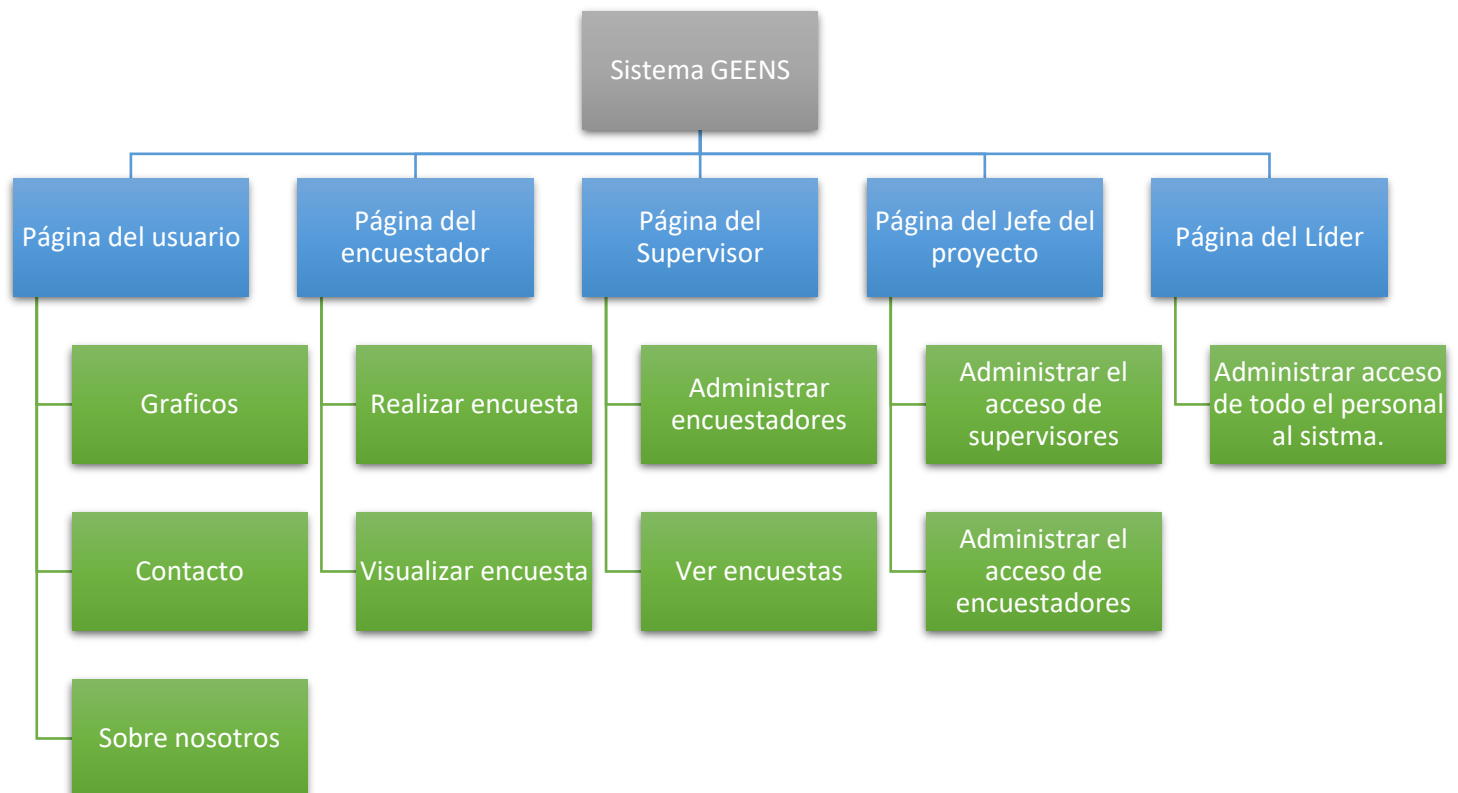 Sistema GEENS
Página del usuario
Página del
encuestador
Página del
Supervisor
Página del Jefe del
proyecto
Página del Líder
Graficos
Realizar encuesta
Administrar
encuestadores
Administrar el
acceso de
supervisores
Administrar acceso
de todo el personal
al sistma.
Contacto
Visualizar encuesta
Ver encuestas
Administrar el
acceso de
encuestadores
Sobre nosotros